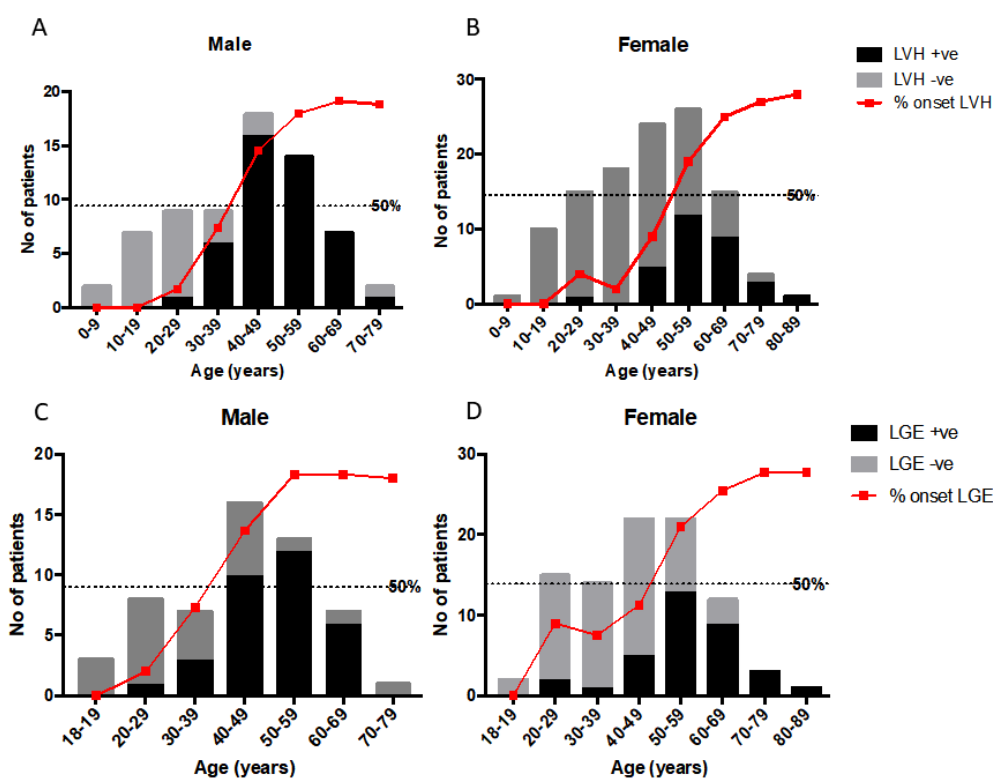 A
Male
No of patients
20
15
10
5
0
50%
0-9
10-19
20-29
30-39
40-49
50-59
60-69
70-79
Age (years)
B
Female
No of patients
30
20
10
0
50%
0-9
10-19
20-29
30-39
40-49
50-59
60-69
70-79
80-89
Age (years)
LVH +ve
LVH -ve
% onset LVH
C
Male
No of patients
20
15
10
5
0
50%
18-19
20-29
30-39
40-49
50-59
60-69
70-79
Age (years)
D
Female
No of patients
30
20
10
0
50%
18-19
20-29
30-39
40-49
50-59
60-69
70-79
80-89
Age (years)
LGE +ve
LGE -ve
% onset LGE